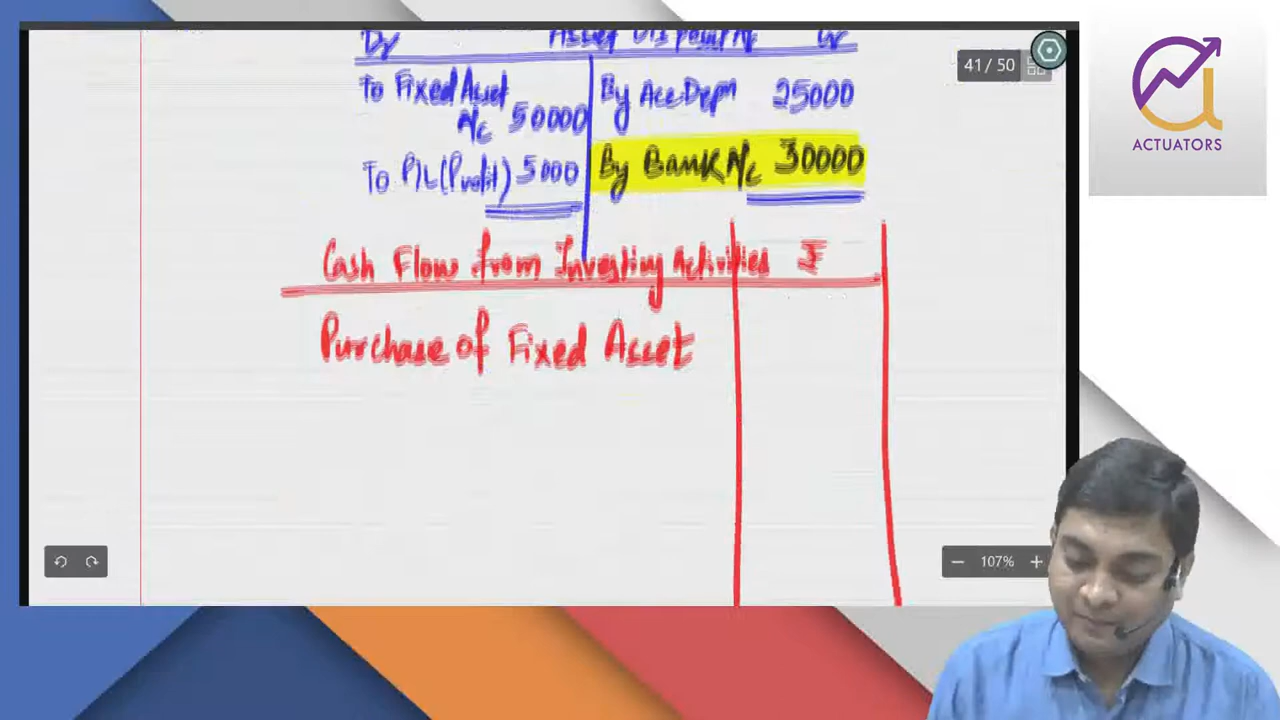 Dr Asset Disposal A/c Cr
41 / 50
To Fixed Asset By Acc Depn 25000
A/c 50000
To P/L (Profit) 5000 By Bank A/c 30000
Cash Flow from Investing Activities ₹
Purchase of Fixed Asset
107%
ACTUATORS